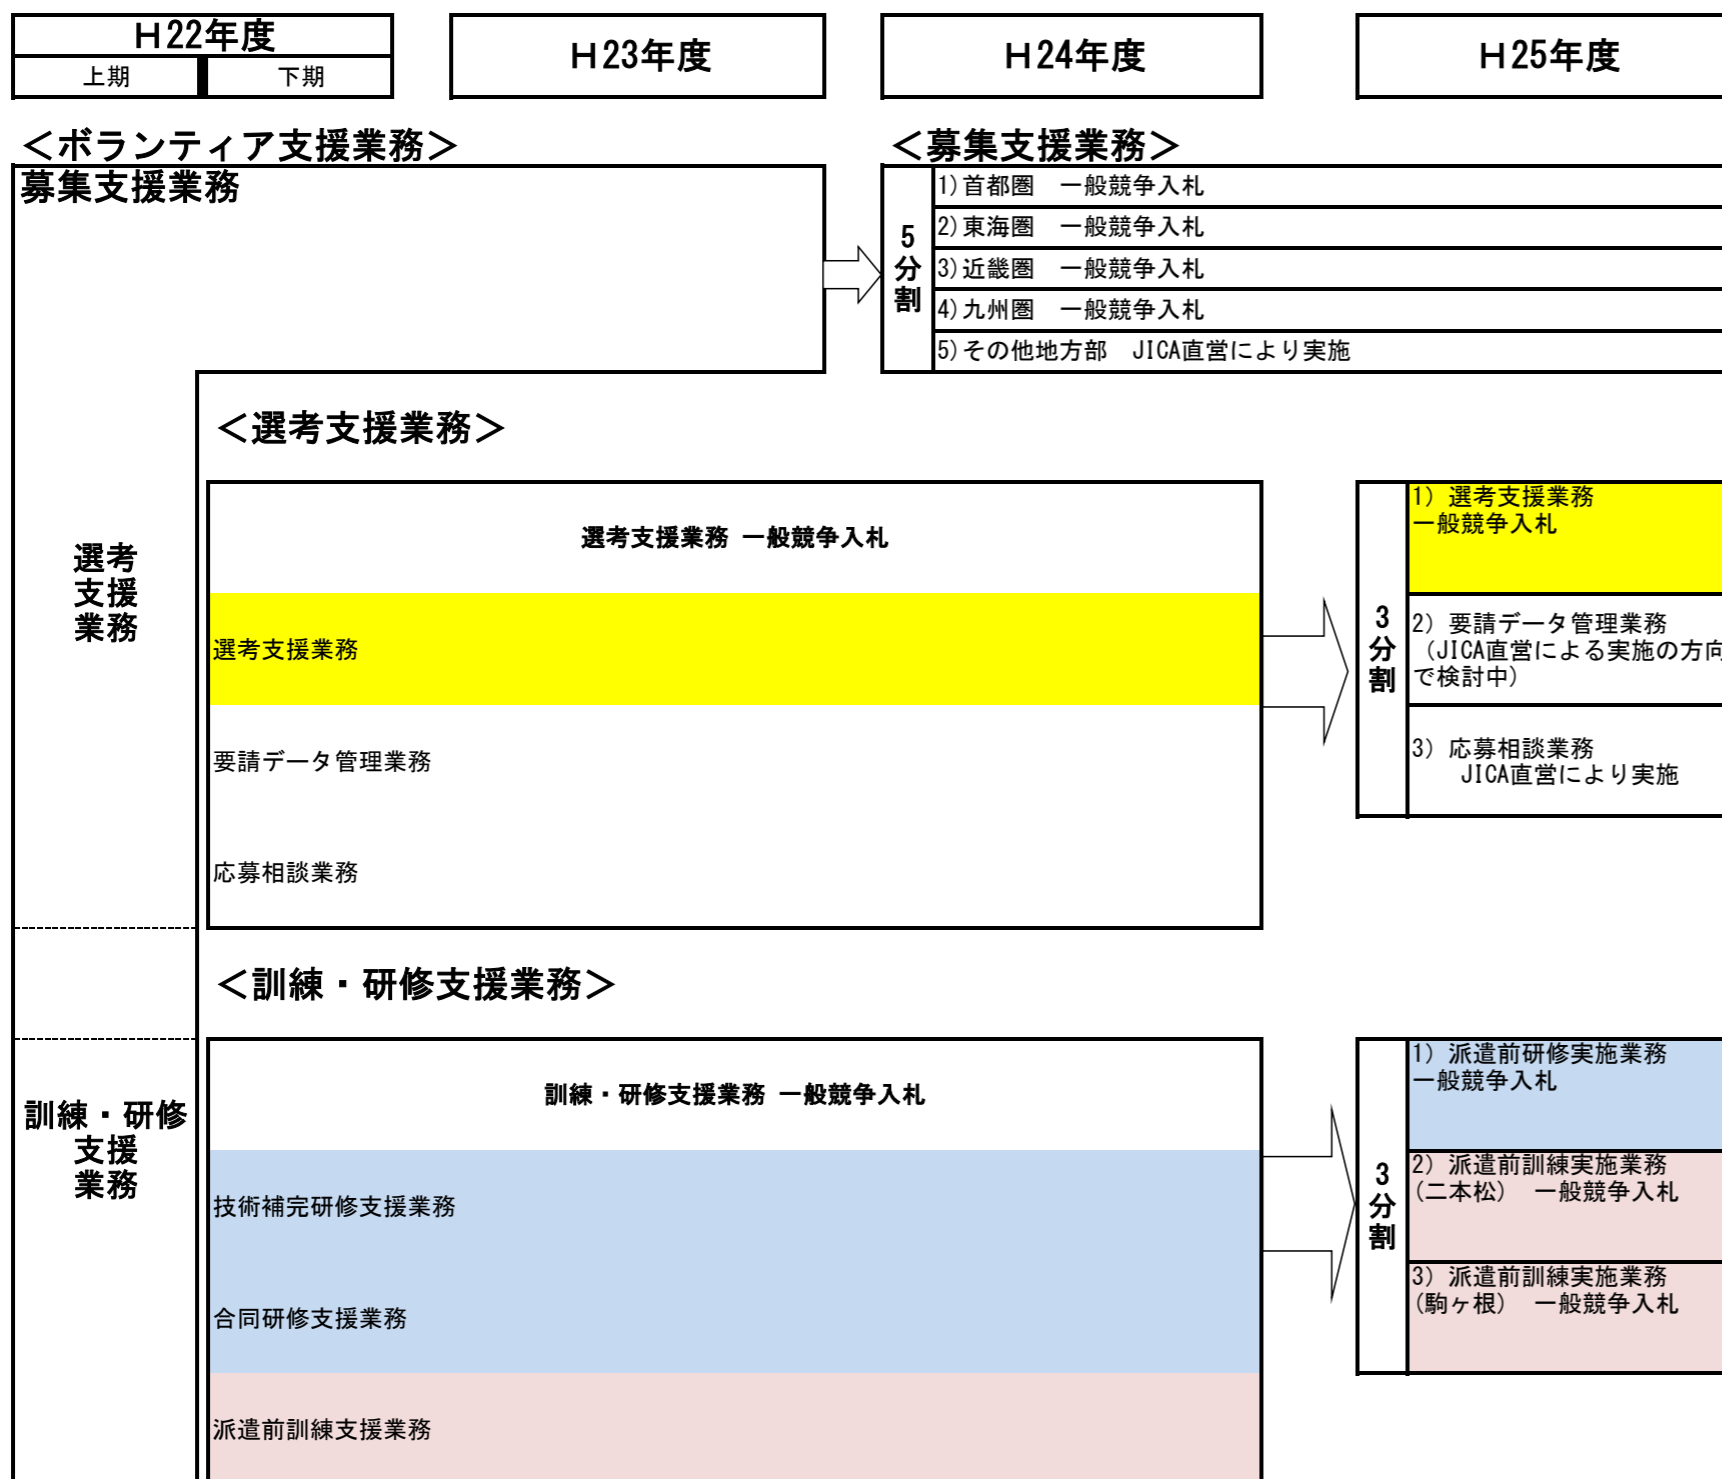 H22年度
上期
下期
H23年度
H24年度
H25年度
＜ボランティア支援業務＞
募集支援業務
＜募集支援業務＞
5
分
割
1)首都圏　一般競争入札
2)東海圏　一般競争入札
3)近畿圏　一般競争入札
4)九州圏　一般競争入札
5)その他地方部　JICA直営により実施
選考
支援
業務
＜選考支援業務＞
選考支援業務 一般競争入札
選考支援業務
要請データ管理業務
応募相談業務
3
分
割
1) 選考支援業務
一般競争入札
2) 要請データ管理業務
（JICA直営による実施の方向
で検討中）
3) 応募相談業務
JICA直営により実施
＜訓練・研修支援業務＞
訓練・研修
支援
業務
訓練・研修支援業務 一般競争入札
技術補完研修支援業務
合同研修支援業務
派遣前訓練支援業務
3
分
割
1) 派遣前研修実施業務
一般競争入札
2) 派遣前訓練実施業務
(二本松)　一般競争入札
3) 派遣前訓練実施業務
(駒ヶ根)　一般競争入札